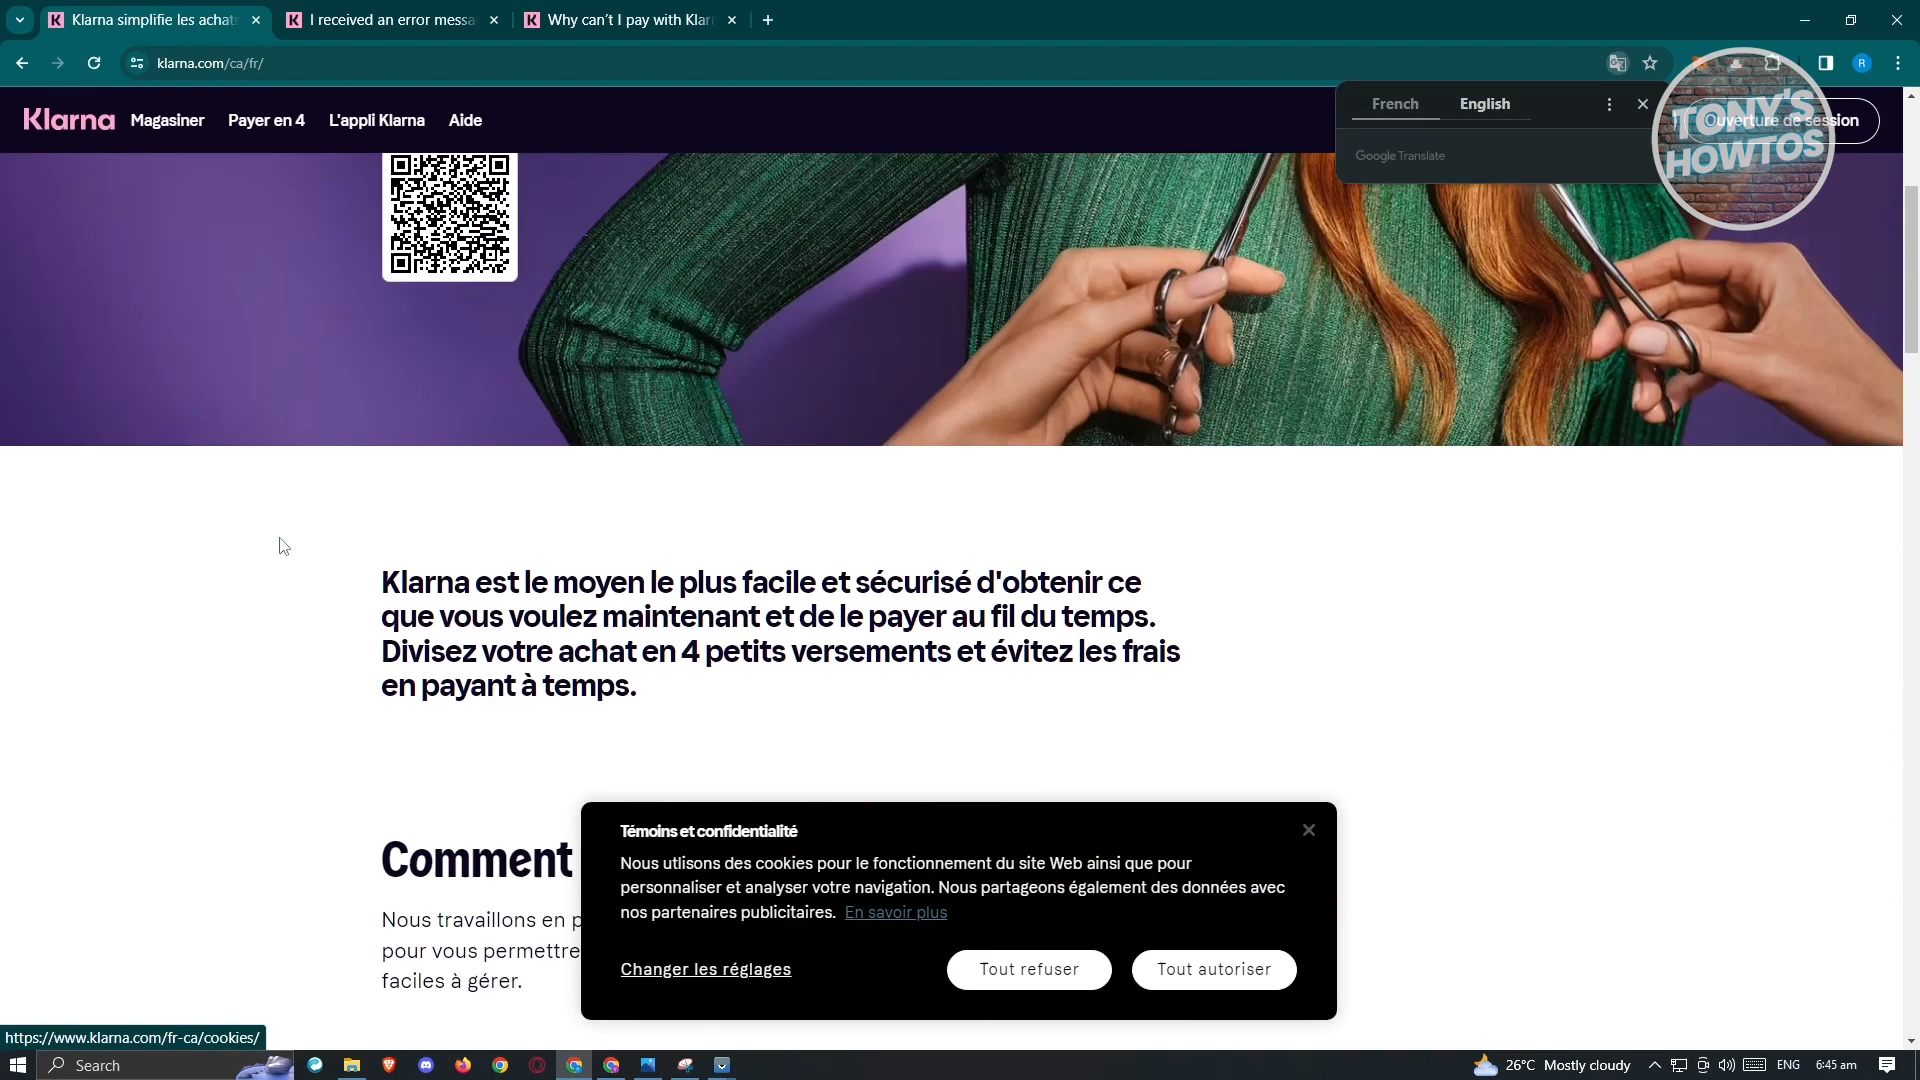 Klarna simplifie les achats
I received an error messa
Why can't I pay with Klar
klarna.com/ca/fr/
R
Klarna
Magasiner
Payer en 4
L'appli Klarna
Aide
French
English
Google Translate
Ouverture de session
TONY'S
HOWTOS
Klarna est le moyen le plus facile et sécurisé d'obtenir ce
que vous voulez maintenant et de le payer au fil du temps.
Divisez votre achat en 4 petits versements et évitez les frais
en payant à temps.
Comment
Nous travaillons en p
pour vous permettre
faciles à gérer.
Témoins et confidentialité
Nous utlisons des cookies pour le fonctionnement du site Web ainsi que pour
personnaliser et analyser votre navigation. Nous partageons également des données avec
nos partenaires publicitaires. En savoir plus
Changer les réglages
Tout refuser
Tout autoriser
https://www.klarna.com/fr-ca/cookies/
Search
26°C Mostly cloudy
ENG
6:45 am